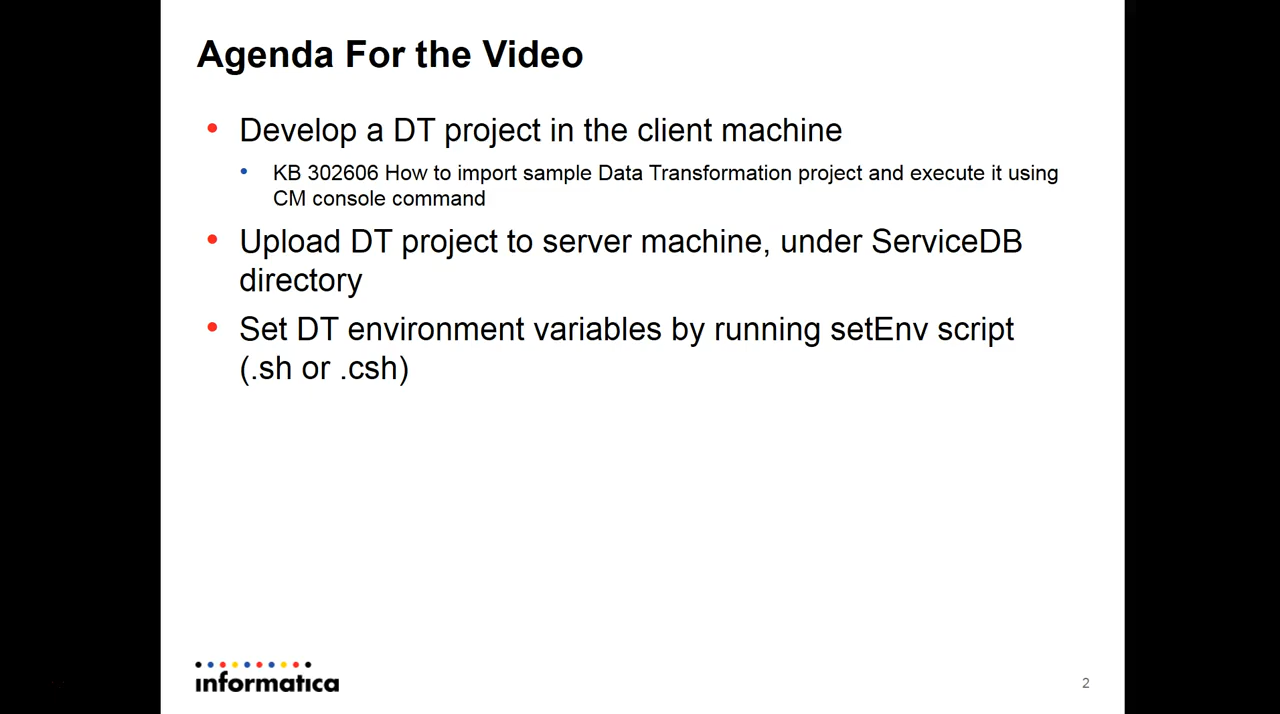 Agenda For the Video
• Develop a DT project in the client machine
• KB 302606 How to import sample Data Transformation project and execute it using
CM console command
• Upload DT project to server machine, under ServiceDB
directory
• Set DT environment variables by running setEnv script
(.sh or .csh)
informatica
2